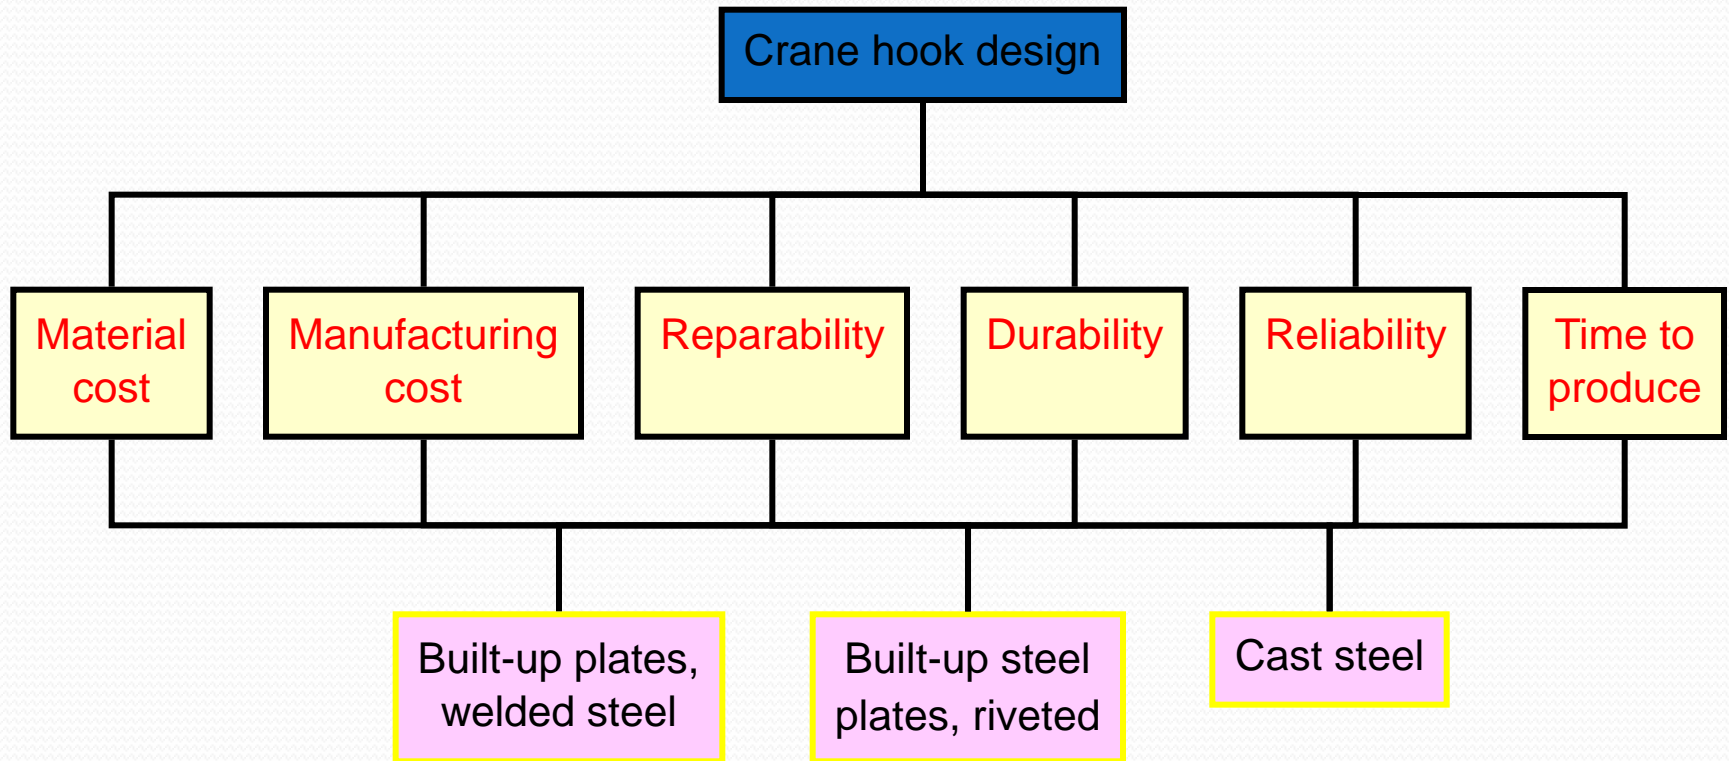 Crane hook design
Material
cost
Manufacturing
cost
Reparability
Durability
Reliability
Time to
produce
Built-up plates,
welded steel
Built-up steel
plates, riveted
Cast steel